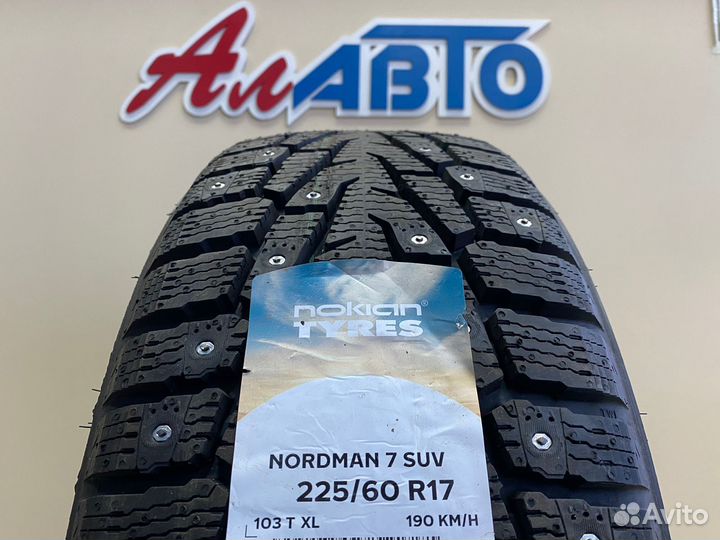 АлАВТО
nokian®
TYRES
NORDMAN 7 SUV
225/60 R17
103 T XL 190 KM/H
Avito